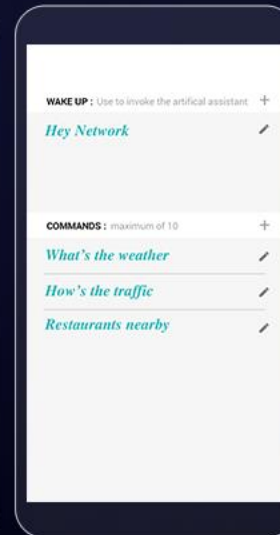 WAKE UP : Use to invoke the artifical assistant +
Hey Network
COMMANDS : maximum of 10 +
What's the weather
How's the traffic
Restaurants nearby